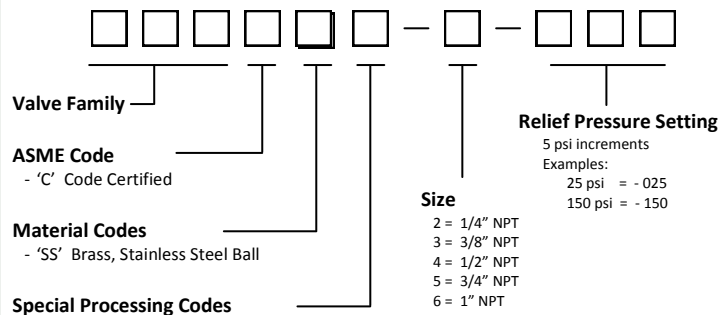 Valve Family
Relief Pressure Setting
5 psi increments
Examples:
25 psi = - 025
150 psi = - 150
ASME Code
- ‘C’ Code Certified
Size
2 = 1/4” NPT
3 = 3/8” NPT
4 = 1/2” NPT
5 = 3/4” NPT
6 = 1” NPT
Material Codes
- ‘SS’ Brass, Stainless Steel Ball
Special Processing Codes